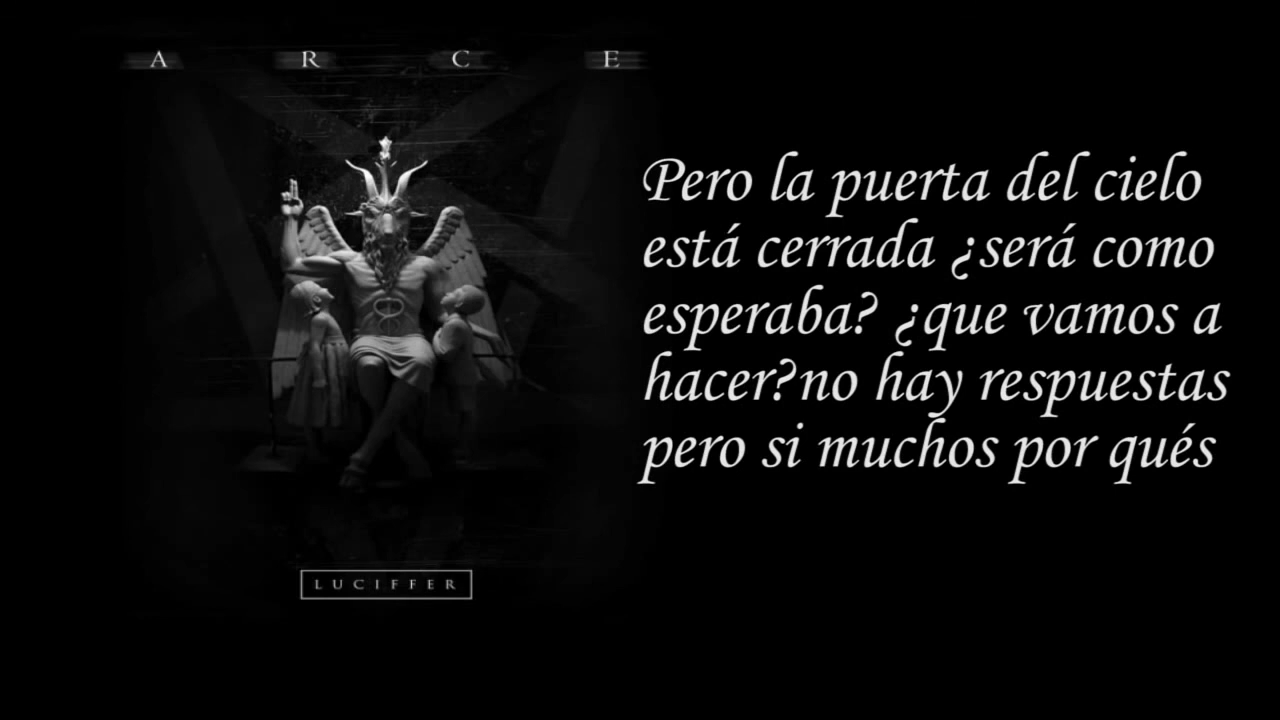 A R C E
Pero la puerta del cielo
está cerrada ¿será como
esperaba? ¿que vamos a
hacer?no hay respuestas
pero si muchos por qués
LUCIFFER